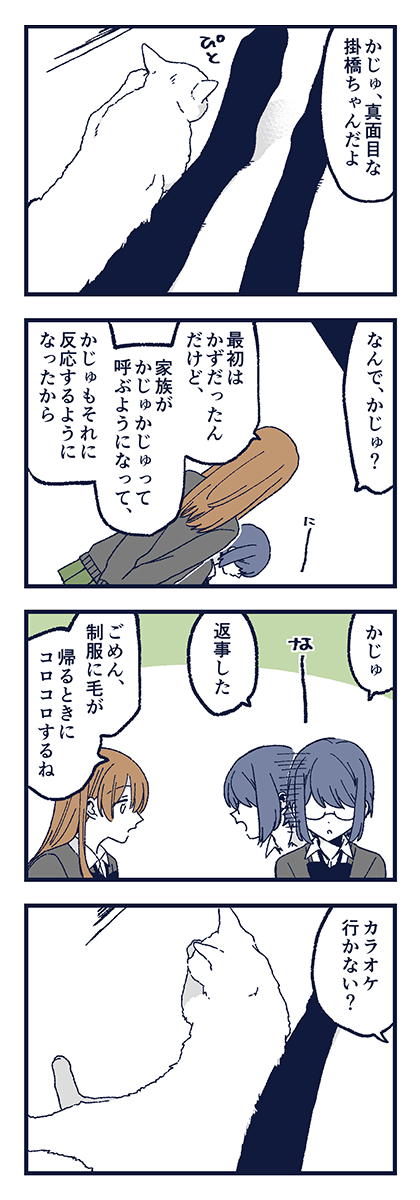 かじゅ、真面目な
掛橋ちゃんだよ
ぴと
なんで、かじゅ?
最初は
かずだったん
だけど、
家族が
かじゅかじゅって
呼ぶようになって、
かじゅもそれに
反応するように
なったから
に
かじゅ
な
返事した
ごめん、
制服に毛が
帰るときに
コロコロするね
カラオケ
行かない?